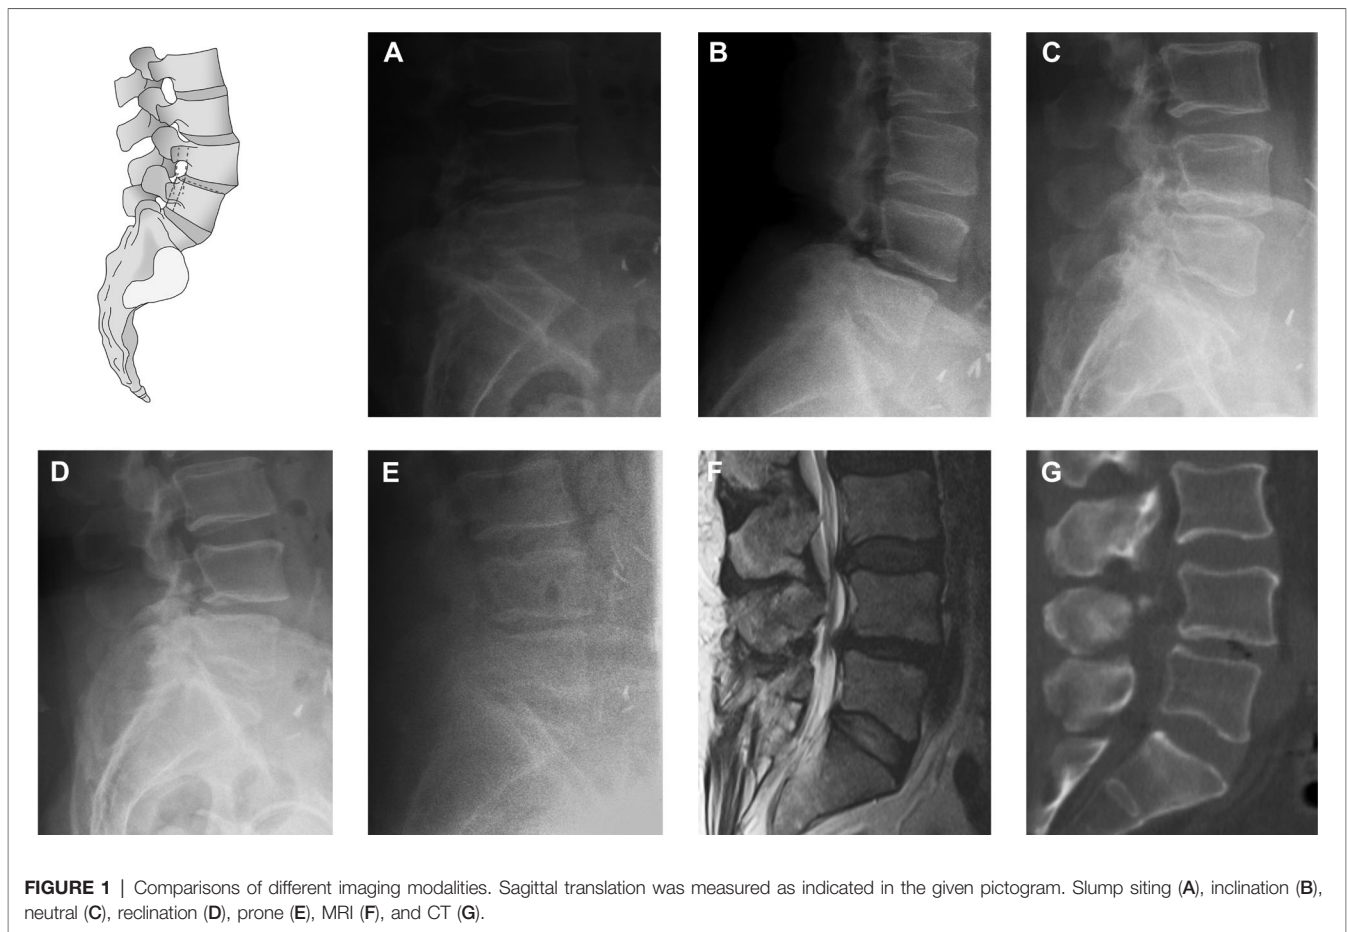 A
B
C
D
E
F
G
FIGURE 1 | Comparisons of different imaging modalities. Sagittal translation was measured as indicated in the given pictogram. Slump siting (A), inclination (B),
neutral (C), reclination (D), prone (E), MRI (F), and CT (G).